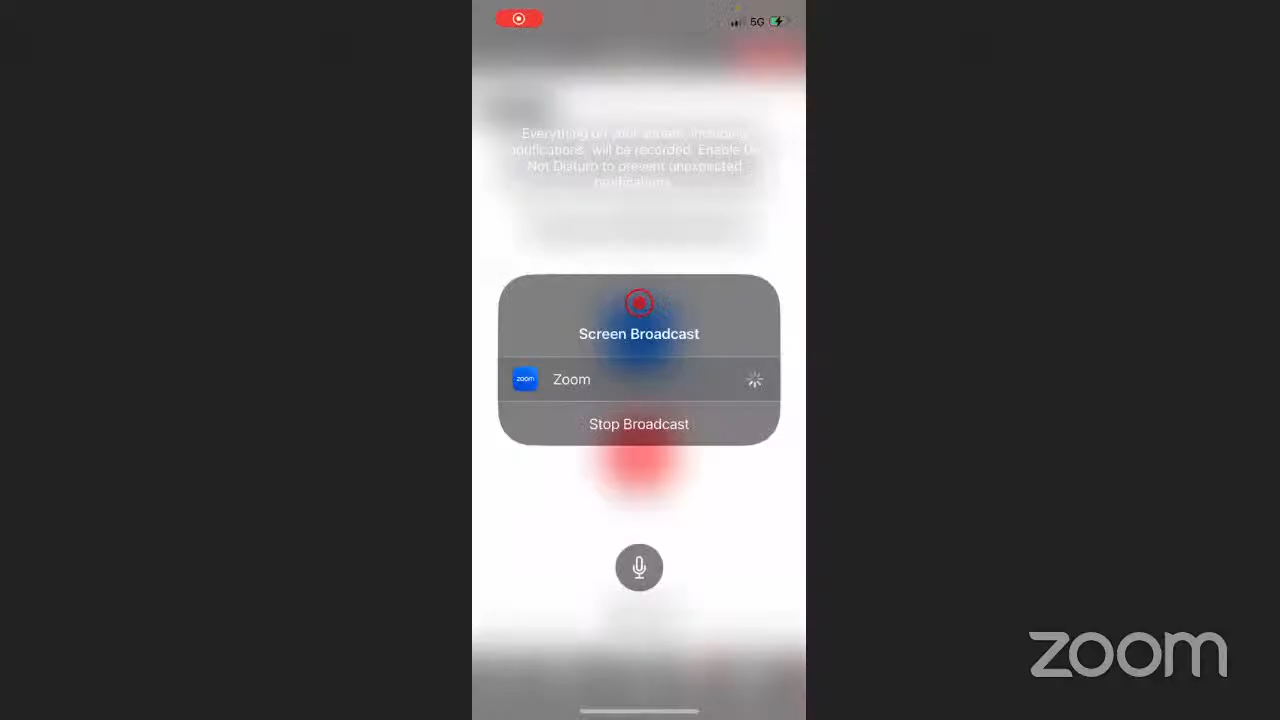 5G
Everything on your screen, including
notifications, will be recorded. Enable Do
Not Disturb to prevent unexpected
notifications.
Screen Broadcast
zoom
Zoom
Stop Broadcast
zoom